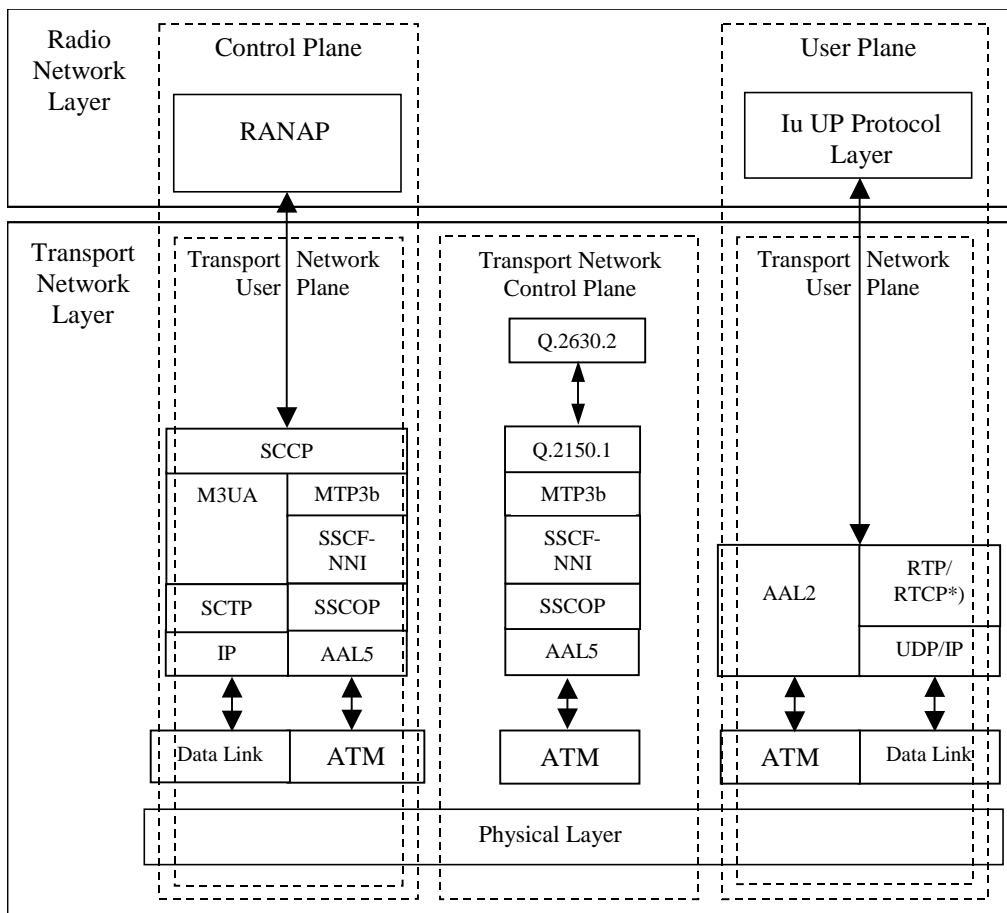 Radio
Network
Layer
Control Plane
RANAP
User Plane
Iu UP Protocol
Layer
Transport
Network
Layer
Transport Network
User Plane
SCCP
M3UA
MTP3b
SSCF-
NNI
SCTP
SSCOP
IP
AAL5
Data Link
ATM
Transport Network
Control Plane
Q.2630.2
Q.2150.1
MTP3b
SSCF-
NNI
SSCOP
AAL5
ATM
Transport Network
User Plane
AAL2
RTP/
RTCP*)
UDP/IP
ATM
Data Link
Physical Layer